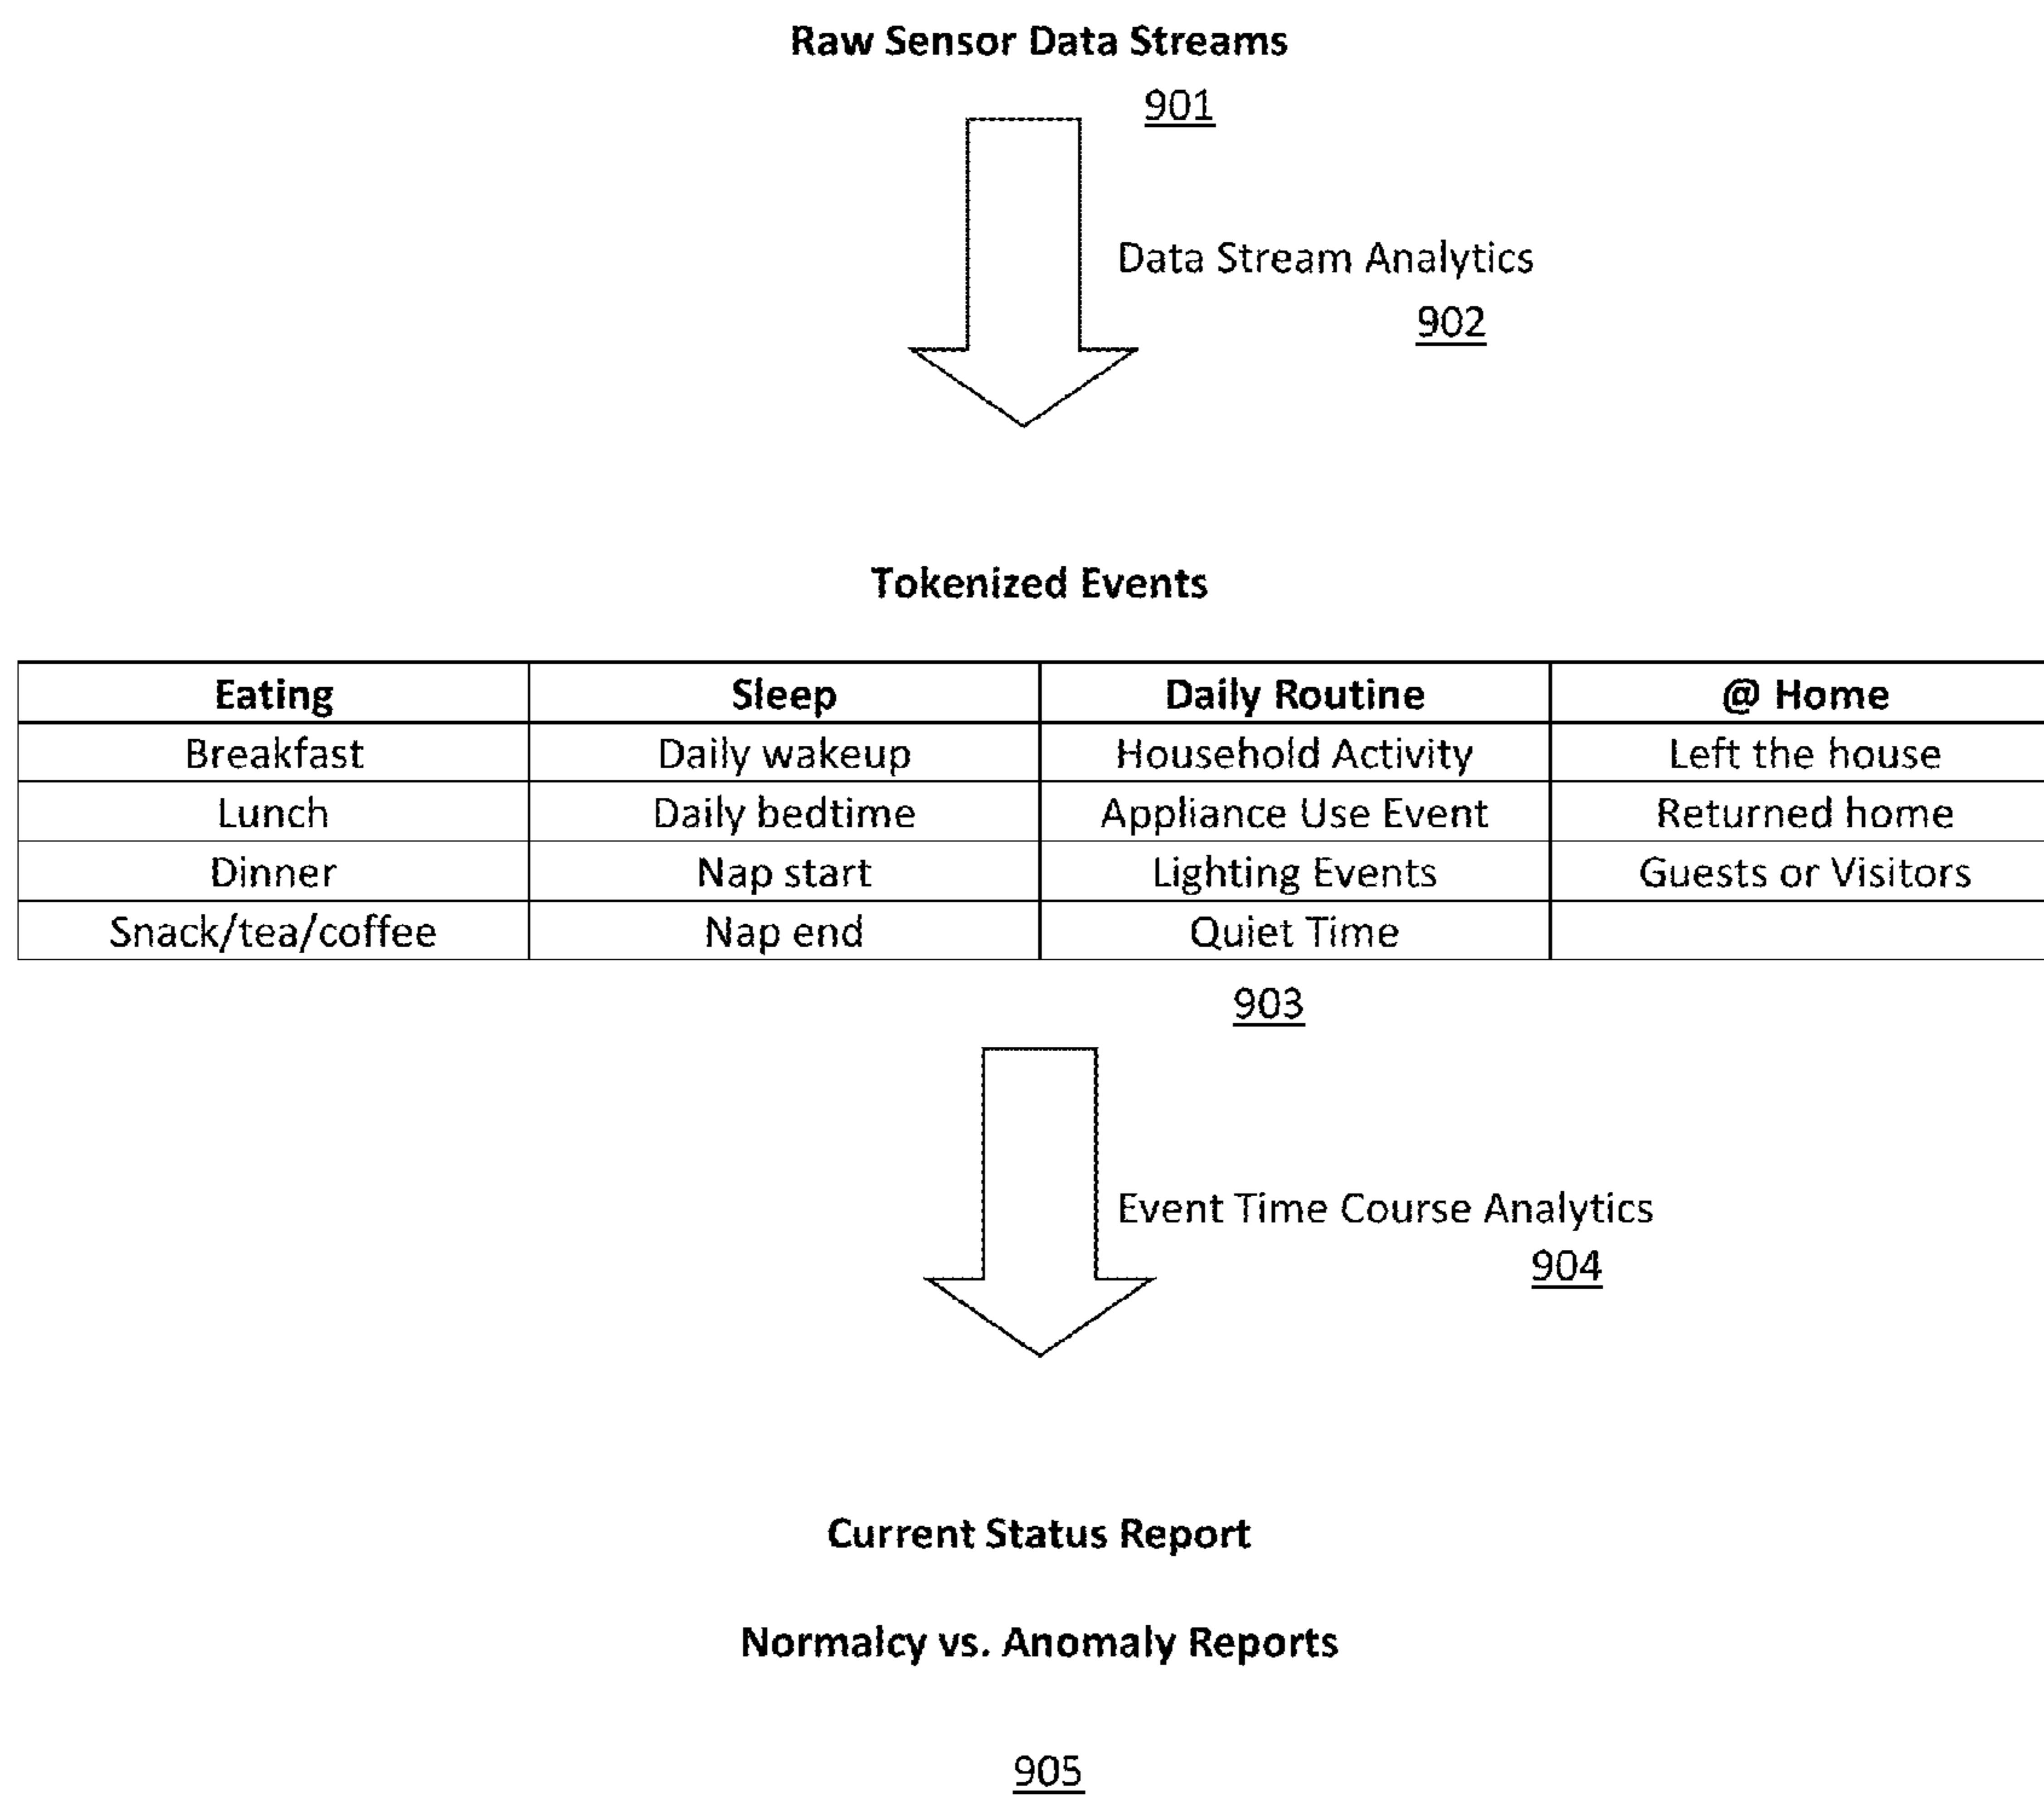 Raw Sensor Data Streams
901
Data Stream Analytics
902
Tokenized Events
Eating Sleep Daily Routine @ Home
Breakfast Daily wakeup Household Activity Left the house
Lunch Daily bedtime Appliance Use Event Returned home
Dinner Nap start Lighting Events Guests or Visitors
Snack/tea/coffee Nap end Quiet Time
903
Event Time Course Analytics
904
Current Status Report
Normalcy vs. Anomaly Reports
905